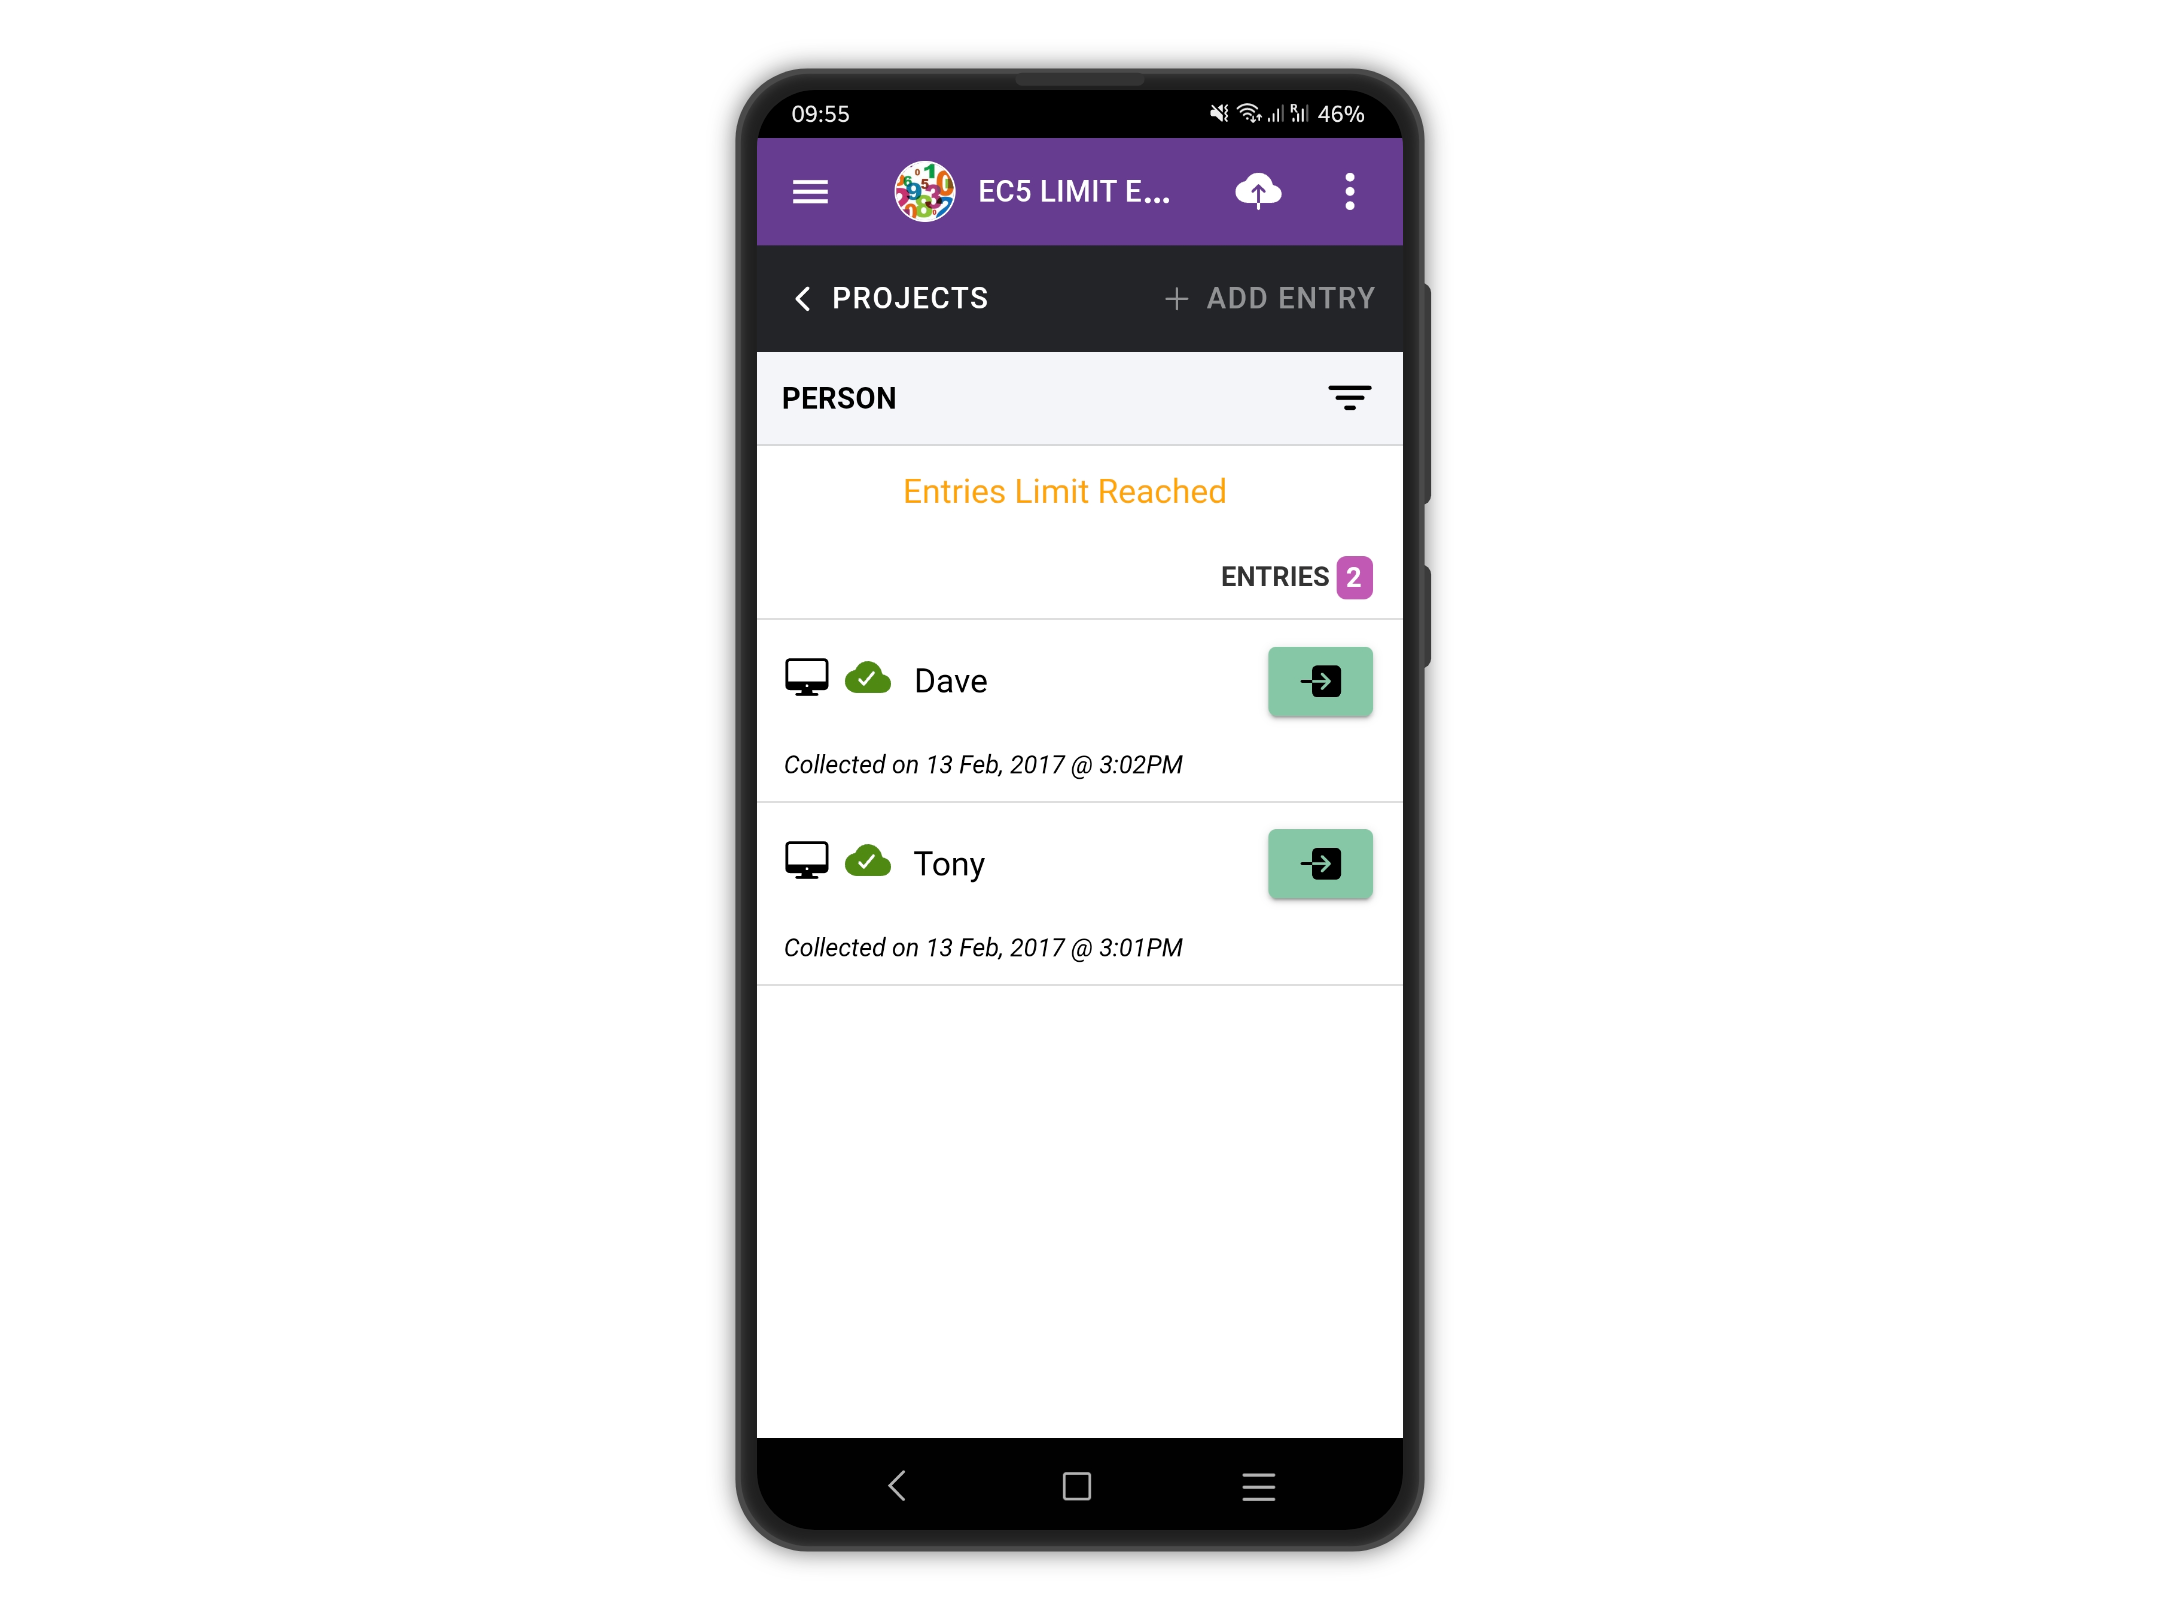 09:55
R
46%
EC5 LIMIT E...
PROJECTS
+ ADD ENTRY
PERSON
Entries Limit Reached
ENTRIES 2
Dave
Collected on 13 Feb, 2017 @ 3:02PM
Tony
Collected on 13 Feb, 2017 @ 3:01PM